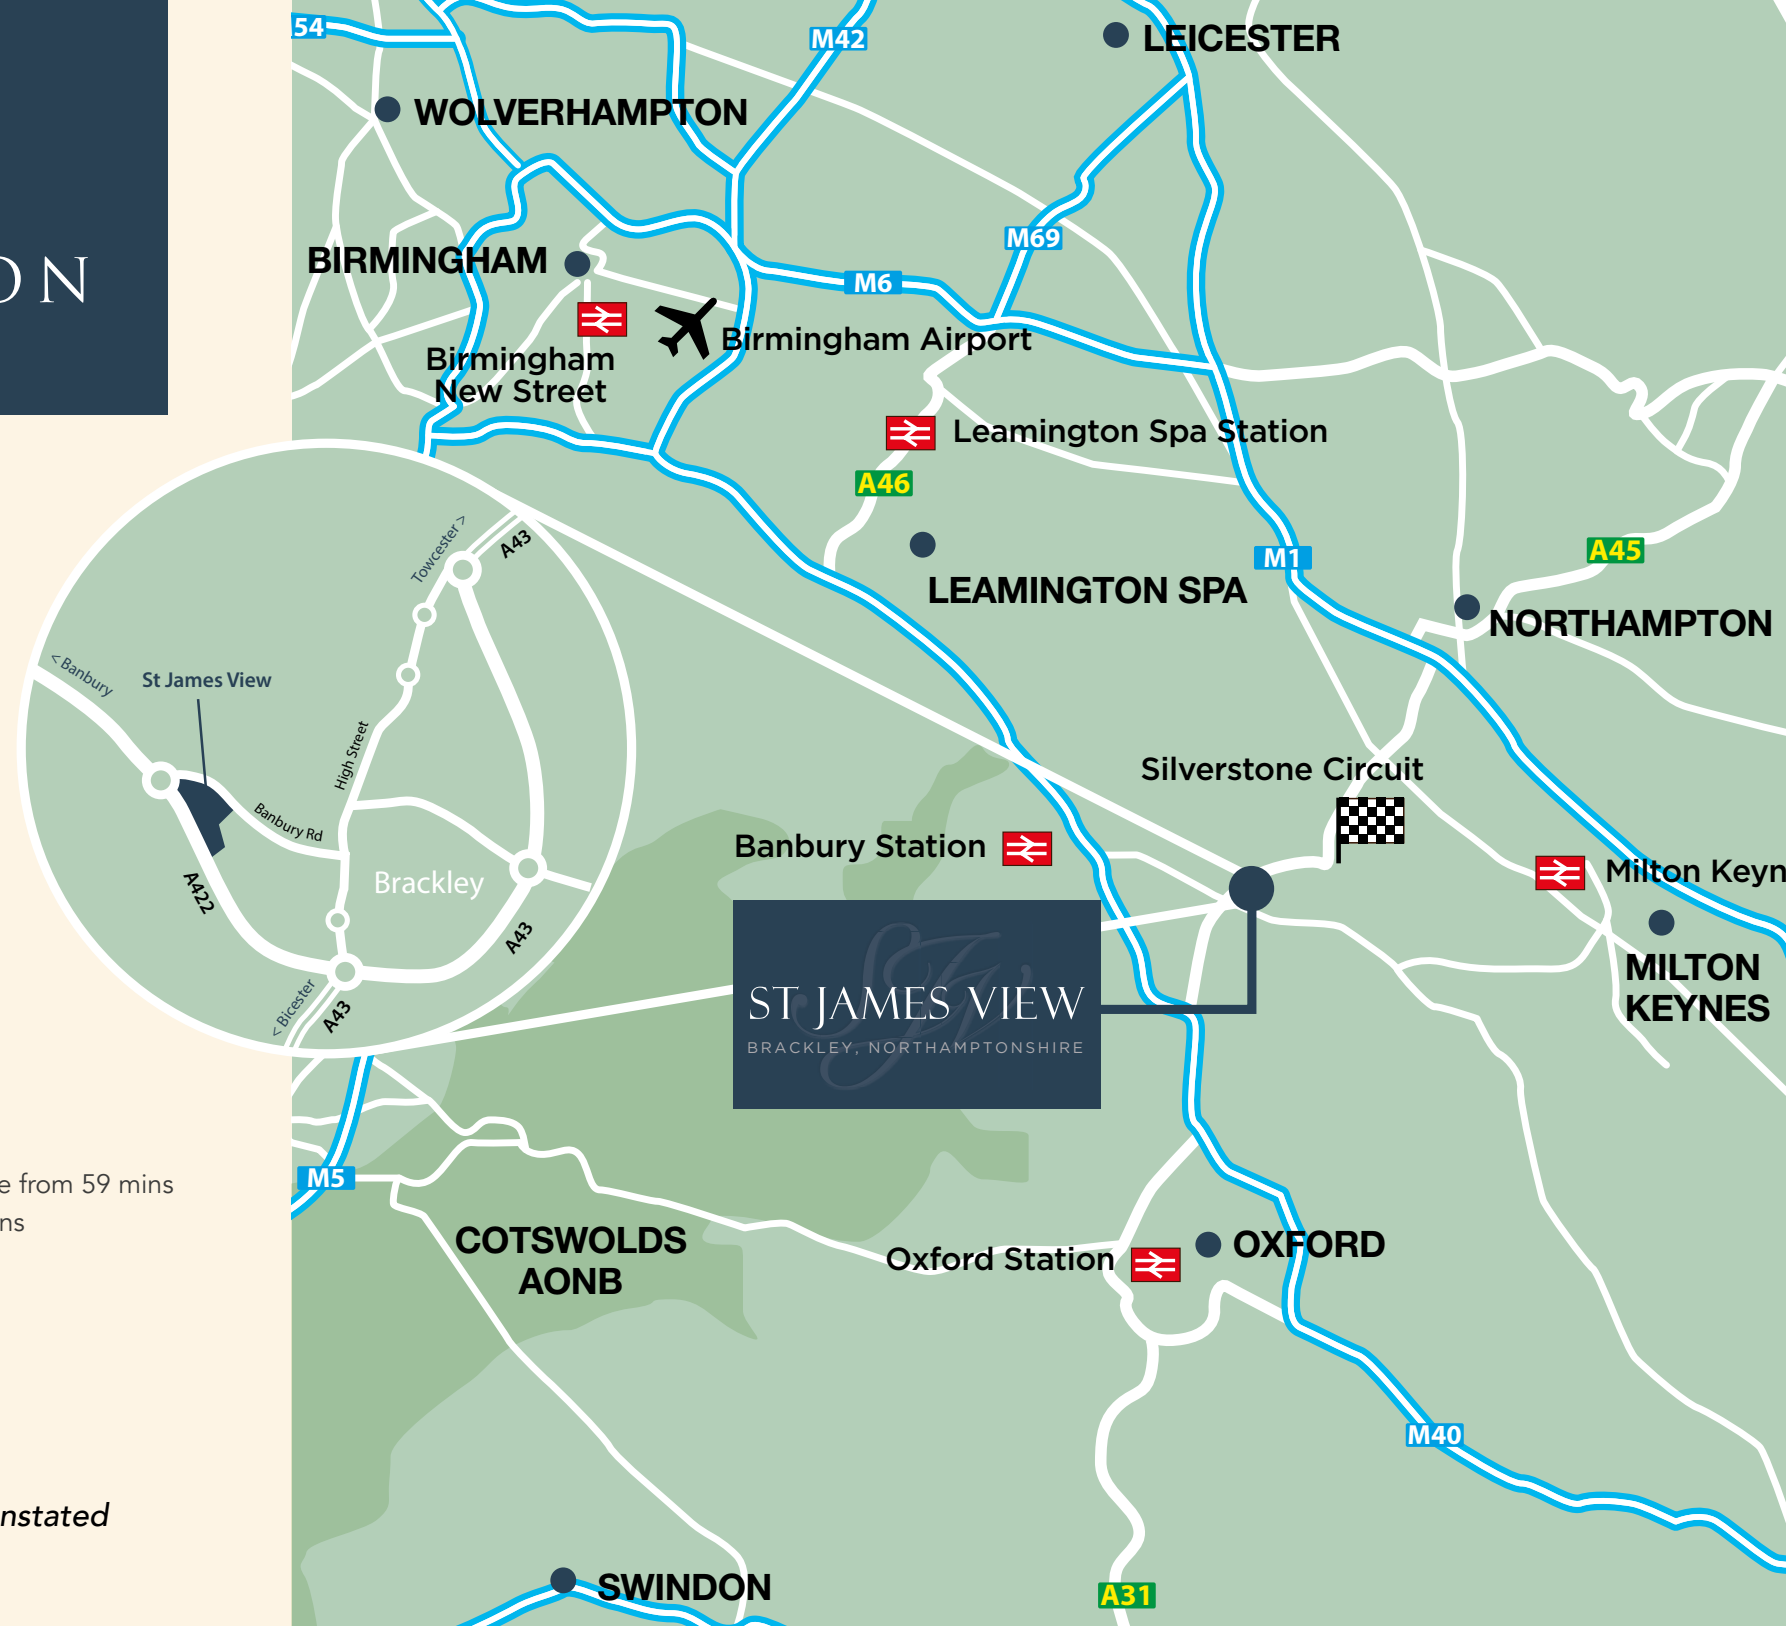 54
M42
LEICESTER
WOLVERHAMPTON
M69
BIRMINGHAM
M6
ON
Birmingham Airport
Birmingham
New Street
Leamington Spa Station
A46
Towcester >
A43
M1
A45
LEAMINGTON SPA
NORTHAMPTON
< Banbury
St James View
High Street
Silverstone Circuit
Banbury Rd
Banbury Station
Milton Keyn
Brackley
A422
A43
MILTON
KEYNES
ST JAMES VIEW
BRACKLEY, NORTHAMPTONSHIRE
SJV
< Bicester
A43
M5
e from 59 mins
ns
COTSWOLDS
AONB
Oxford Station
OXFORD
M40
nstated
SWINDON
A31